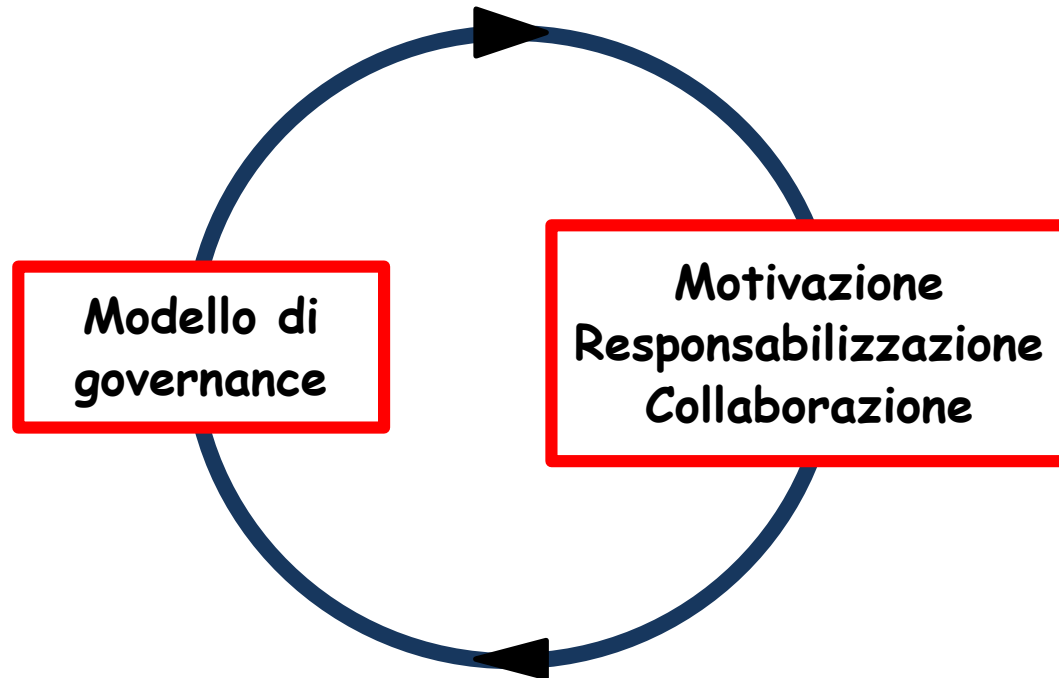 Modello di
governance
Motivazione
Responsabilizzazione
Collaborazione